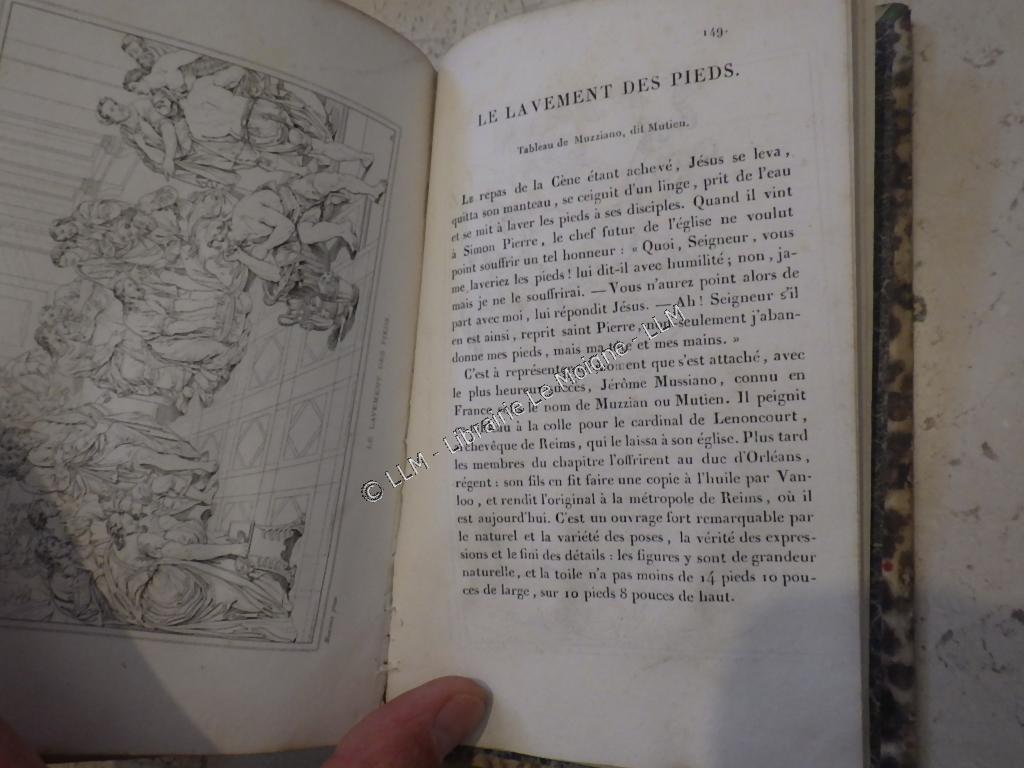 LE LAVEMENT DES PIEDS
149.
LE LAVEMENT DES PIEDS.
Tableau de Muzziano, dit Mutien.
LE repas de la Cène étant achevé, Jésus se leva,
quitta son manteau, se ceignit d'un linge, prit de l'eau
et se mit à laver les pieds à ses disciples. Quand il vint
à Simon Pierre, le chef futur de l'église ne voulut
point souffrir un tel honneur : « Quoi, Seigneur, vous
me laveriez les pieds! lui dit-il avec humilité; non, ja-
mais je ne le souffrirai. — Vous n'aurez point alors de
part avec moi, lui répondit Jésus. — Ah! Seigneur s'il
en est ainsi, reprit saint Pierre, non-seulement j'aban-
donne mes pieds, mais ma tête et mes mains. »
C'est à représenter moment que s'est attaché, avec
le plus heureux succès, Jérôme Mussiano, connu en
France le nom de Muzzian ou Mutien. Il peignit
à la colle pour le cardinal de Lenoncourt,
archevêque de Reims, qui le laissa à son église. Plus tard
les membres du chapitre l'offrirent au duc d'Orléans,
régent : son fils en fit faire une copie à l'huile par Van-
loo, et rendit l'original à la métropole de Reims, où il
est aujourd'hui. C'est un ouvrage fort remarquable par
le naturel et la variété des poses, la vérité des expres-
sions et le fini des détails : les figures y sont de grandeur
naturelle, et la toile n'a pas moins de 14 pieds 10 pou-
ces de large, sur 10 pieds 8 pouces de haut.
© LLM - Librairie Le Moigne - LLM